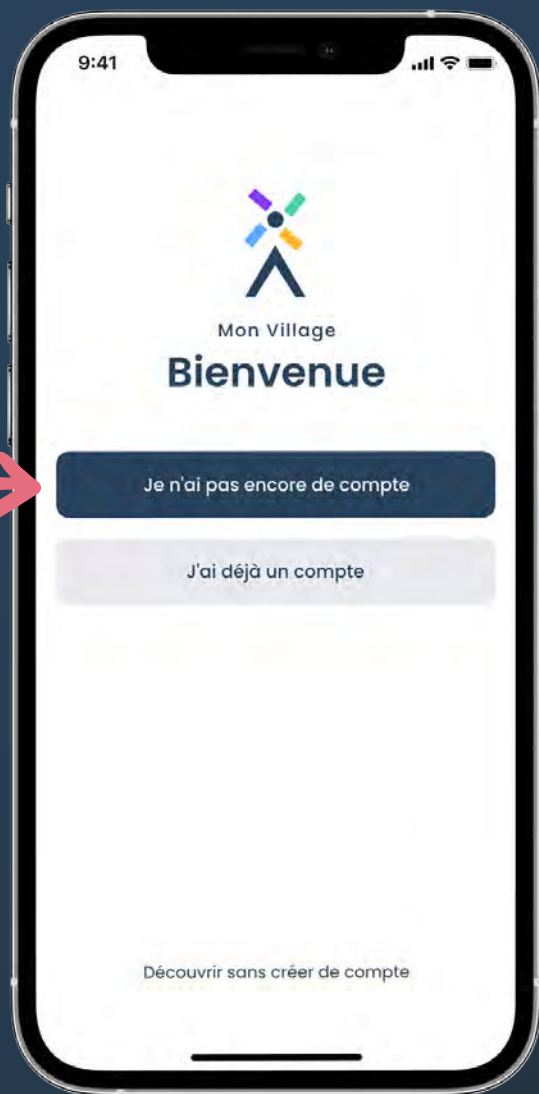 9:41
Mon Village
Bienvenue
Je n'ai pas encore de compte
J'ai déjà un compte
Découvrir sans créer de compte